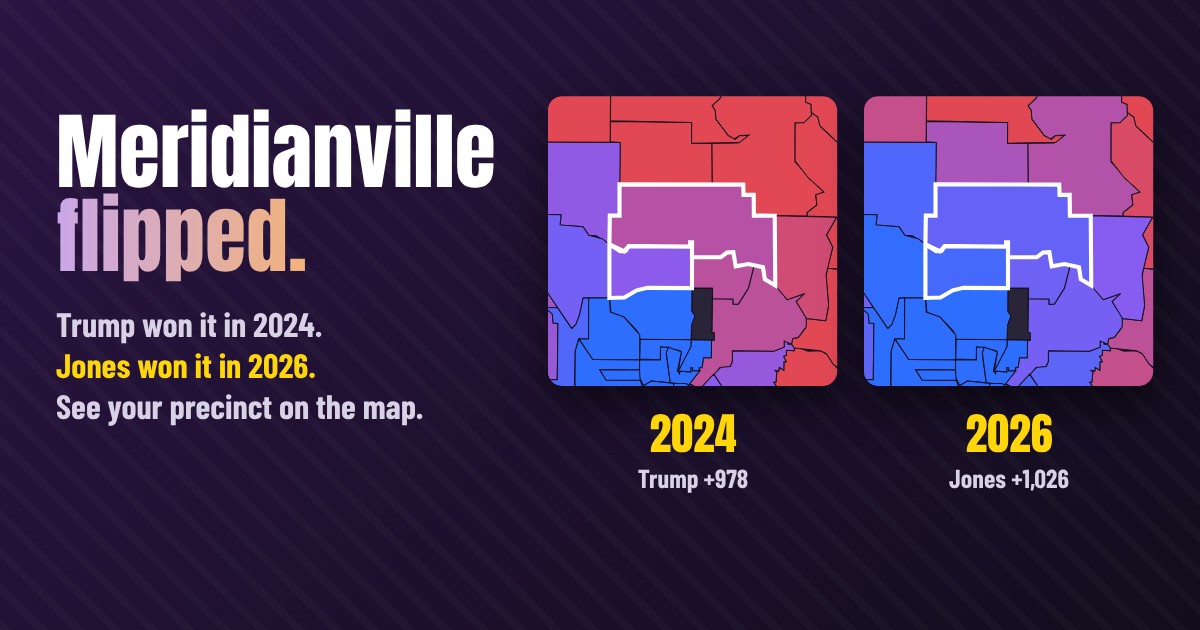 Meridianville
flipped.
Trump won it in 2024.
Jones won it in 2026.
See your precinct on the map.
2024
Trump +978
2026
Jones +1,026